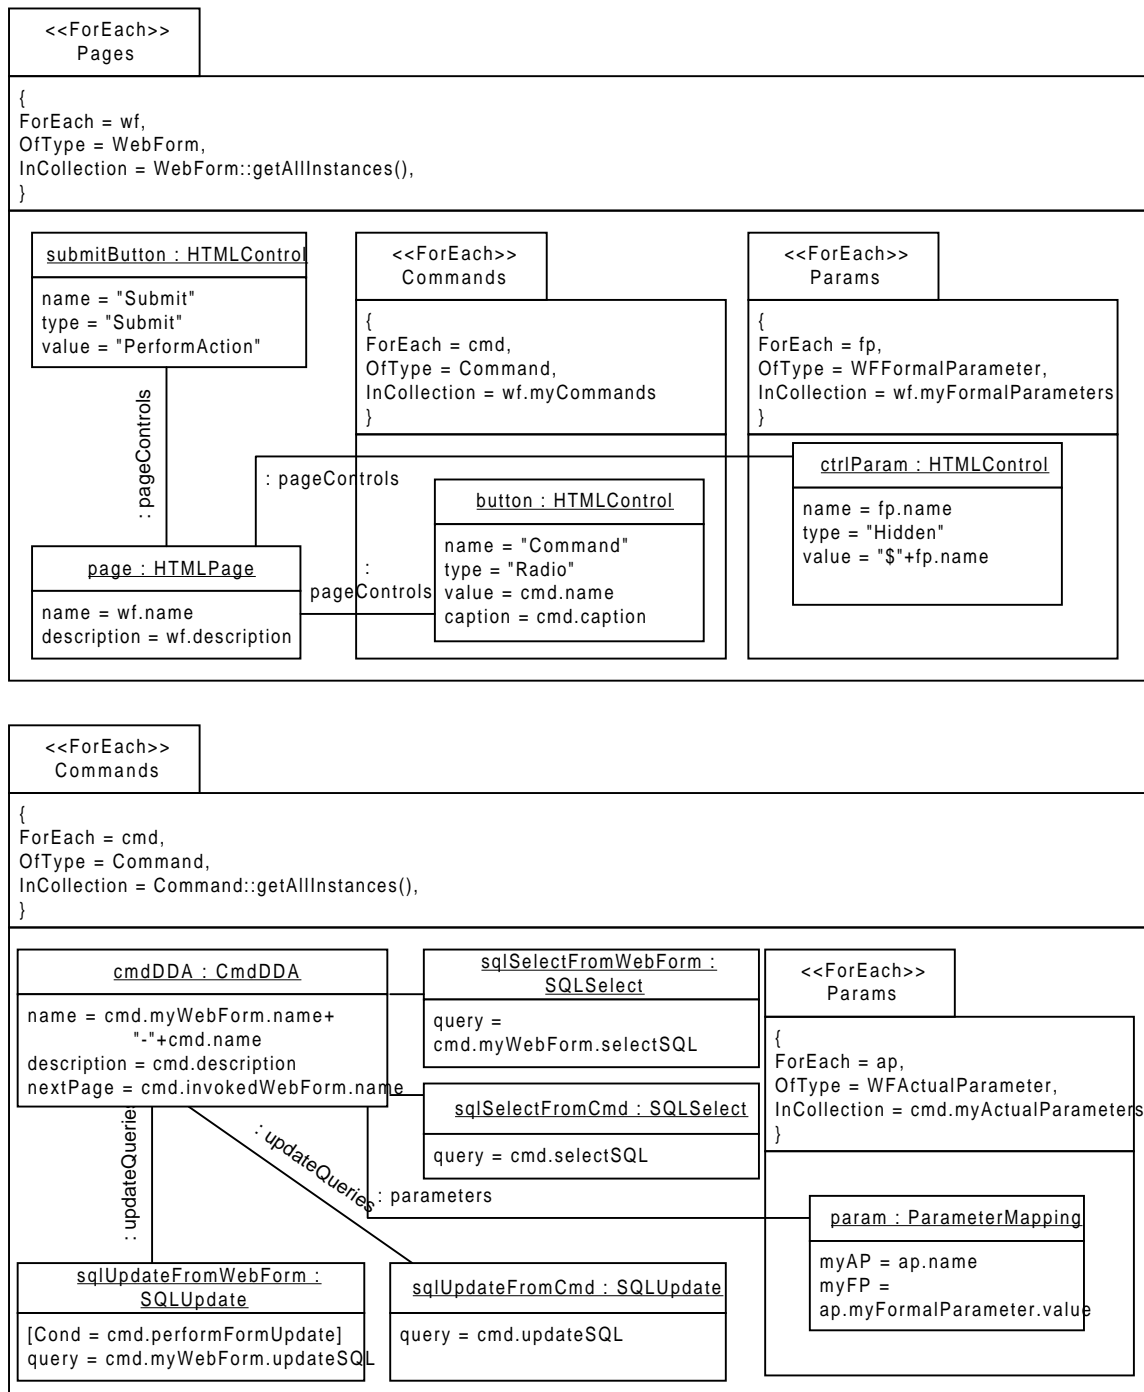 <<ForEach>>
Pages
{
ForEach = wf,
OfType = WebForm,
InCollection = WebForm::getAllInstances(),
}
submitButton : HTMLControl
name = "Submit"
type = "Submit"
value = "PerformAction"
: pageControls
<<ForEach>>
Commands
{
ForEach = cmd,
OfType = Command,
InCollection = wf.myCommands
}
<<ForEach>>
Params
{
ForEach = fp,
OfType = WFFormalParameter,
InCollection = wf.myFormalParameters
}
: pageControls
ctrlParam : HTMLControl
name = fp.name
type = "Hidden"
value = "$"+fp.name
button : HTMLControl
name = "Command"
type = "Radio"
value = cmd.name
caption = cmd.caption
page : HTMLPage
name = wf.name
description = wf.description
:
pageControls
<<ForEach>>
Commands
{
ForEach = cmd,
OfType = Command,
InCollection = Command::getAllInstances(),
}
cmdDDA : CmdDDA
name = cmd.myWebForm.name+
"-"+cmd.name
description = cmd.description
nextPage = cmd.invokedWebForm.name
sqlSelectFromWebForm :
SQLSelect
query =
cmd.myWebForm.selectSQL
sqlSelectFromCmd : SQLSelect
query = cmd.selectSQL
<<ForEach>>
Params
{
ForEach = ap,
OfType = WFActualParameter,
InCollection = cmd.myActualParameters
}
: updateQueries
: updateQueries
: parameters
param : ParameterMapping
myAP = ap.name
myFP =
ap.myFormalParameter.value
sqlUpdateFromWebForm :
SQLUpdate
[Cond = cmd.performFormUpdate]
query = cmd.myWebForm.updateSQL
sqlUpdateFromCmd : SQLUpdate
query = cmd.updateSQL